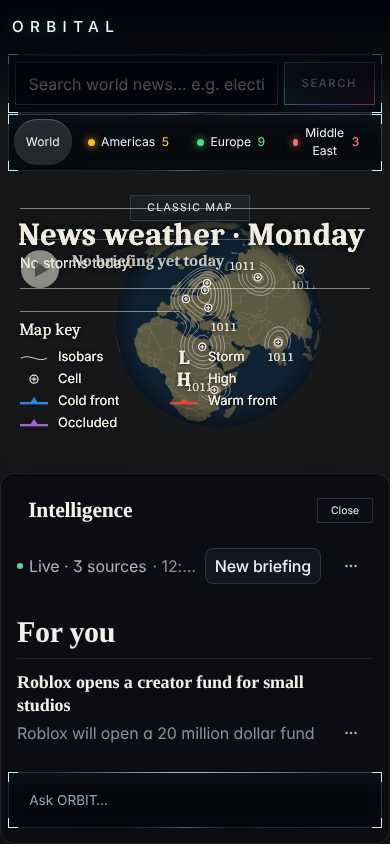 ORBITAL
Search world news... e.g. electi
SEARCH
World
Americas 5
Europe 9
Middle East 3
CLASSIC MAP
News weather · Monday
No storms today.
No briefing yet today
1011
101
1011
1011
Map key
Isobars
L Storm
Cell
H High
1011
Cold front
Warm front
Occluded
Intelligence
Close
Live · 3 sources · 12:...
New briefing
...
For you
Roblox opens a creator fund for small
studios
Roblox will open a 20 million dollar fund
...
Ask ORBIT...